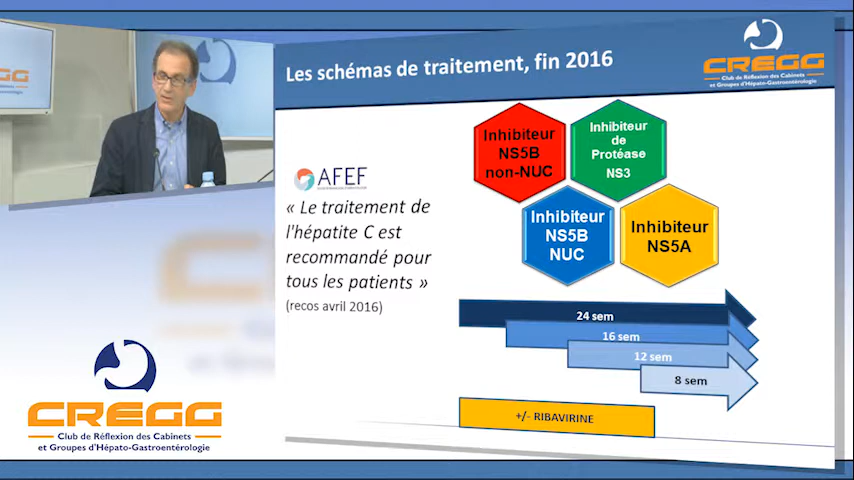 GG
Les schémas de traitement, fin 2016
CREGG
Club de Réflexion des Cabinets
et Groupes d'Hépato-Gastroentérologie
Inhibiteur
NS5B
non-NUC
Inhibiteur
de
Protéase
NS3
Inhibiteur
NS5B
NUC
Inhibiteur
NS5A
AFEF
« Le traitement de
l'hépatite C est
recommandé pour
tous les patients »
(recos avril 2016)
24 sem
16 sem
12 sem
8 sem
+/- RIBAVIRINE
CREGG
Club de Réflexion des Cabinets
et Groupes d'Hépato-Gastroentérologie